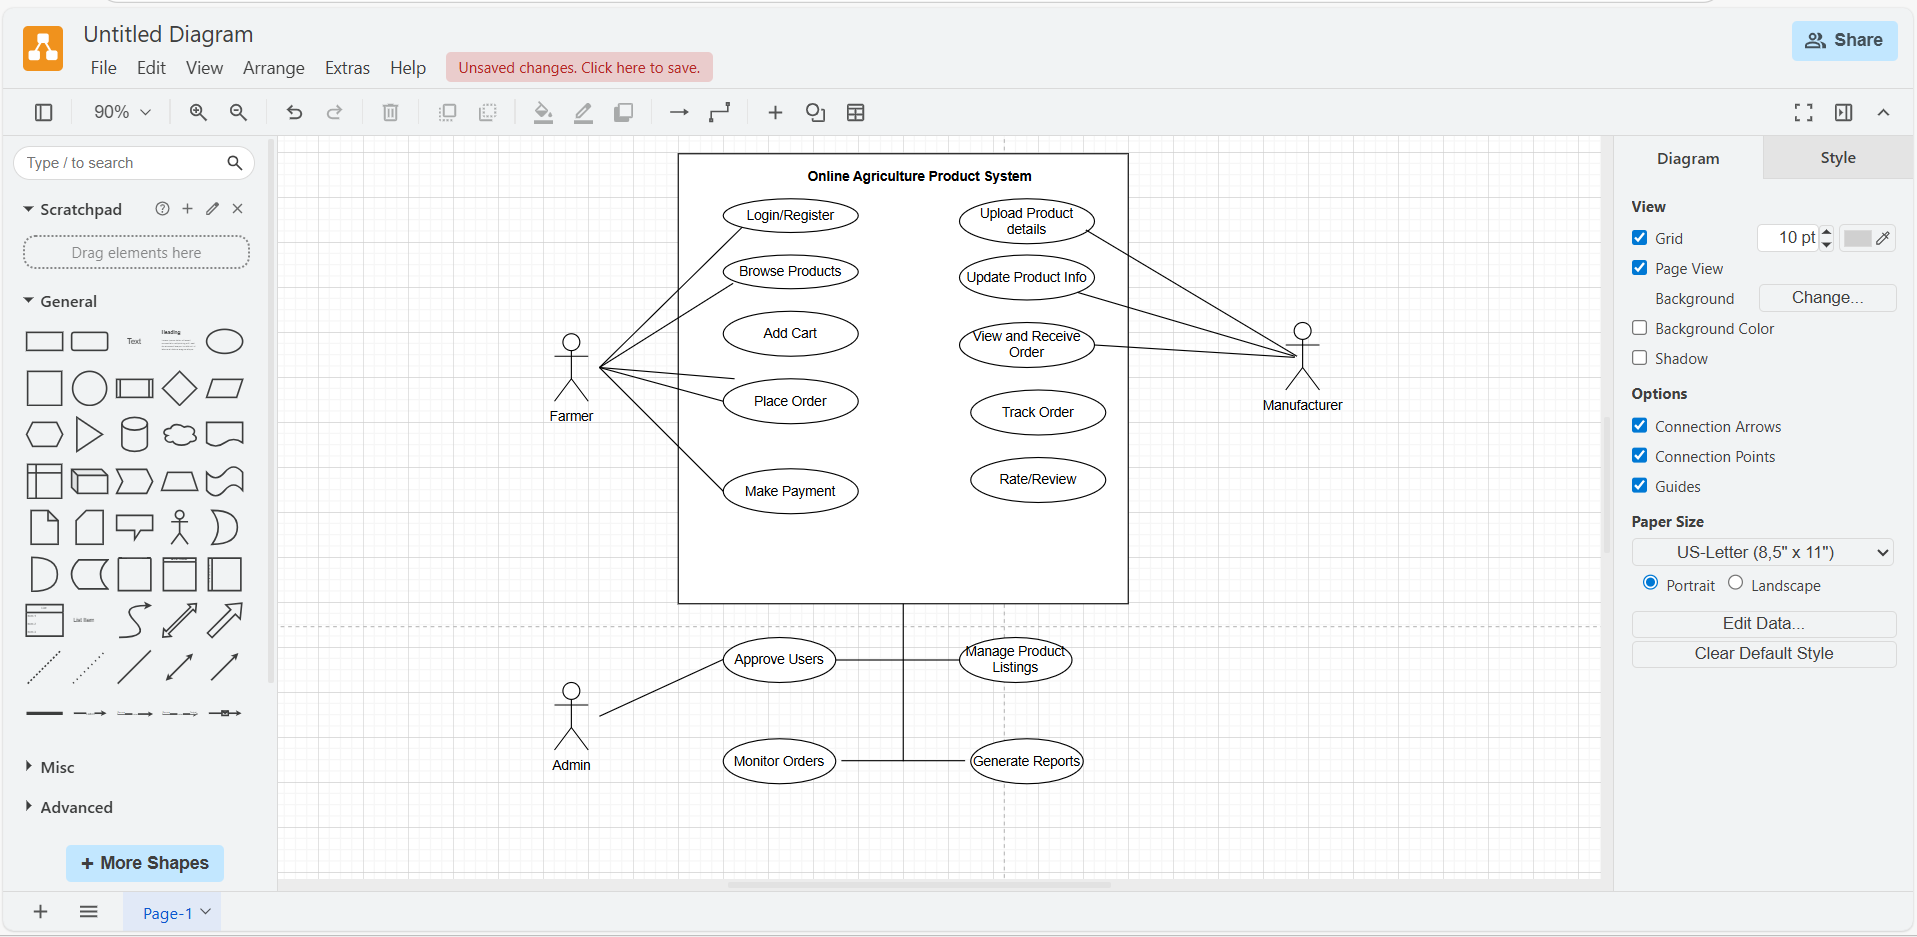 Untitled Diagram
File Edit View Arrange Extras Help Unsaved changes. Click here to save.
Share
90%
Type / to search
Scratchpad
Drag elements here
General
Text
Heading
List Item
Misc
Advanced
+ More Shapes
Page-1
Online Agriculture Product System
Login/Register
Browse Products
Add Cart
Place Order
Make Payment
Upload Product
details
Update Product Info
View and Receive
Order
Track Order
Rate/Review
Farmer
Manufacturer
Approve Users
Manage Product
Listings
Monitor Orders
Generate Reports
Admin
Diagram Style
View
Grid 10 pt
Page View
Background Change...
Background Color
Shadow
Options
Connection Arrows
Connection Points
Guides
Paper Size
US-Letter (8,5" x 11")
Portrait Landscape
Edit Data...
Clear Default Style